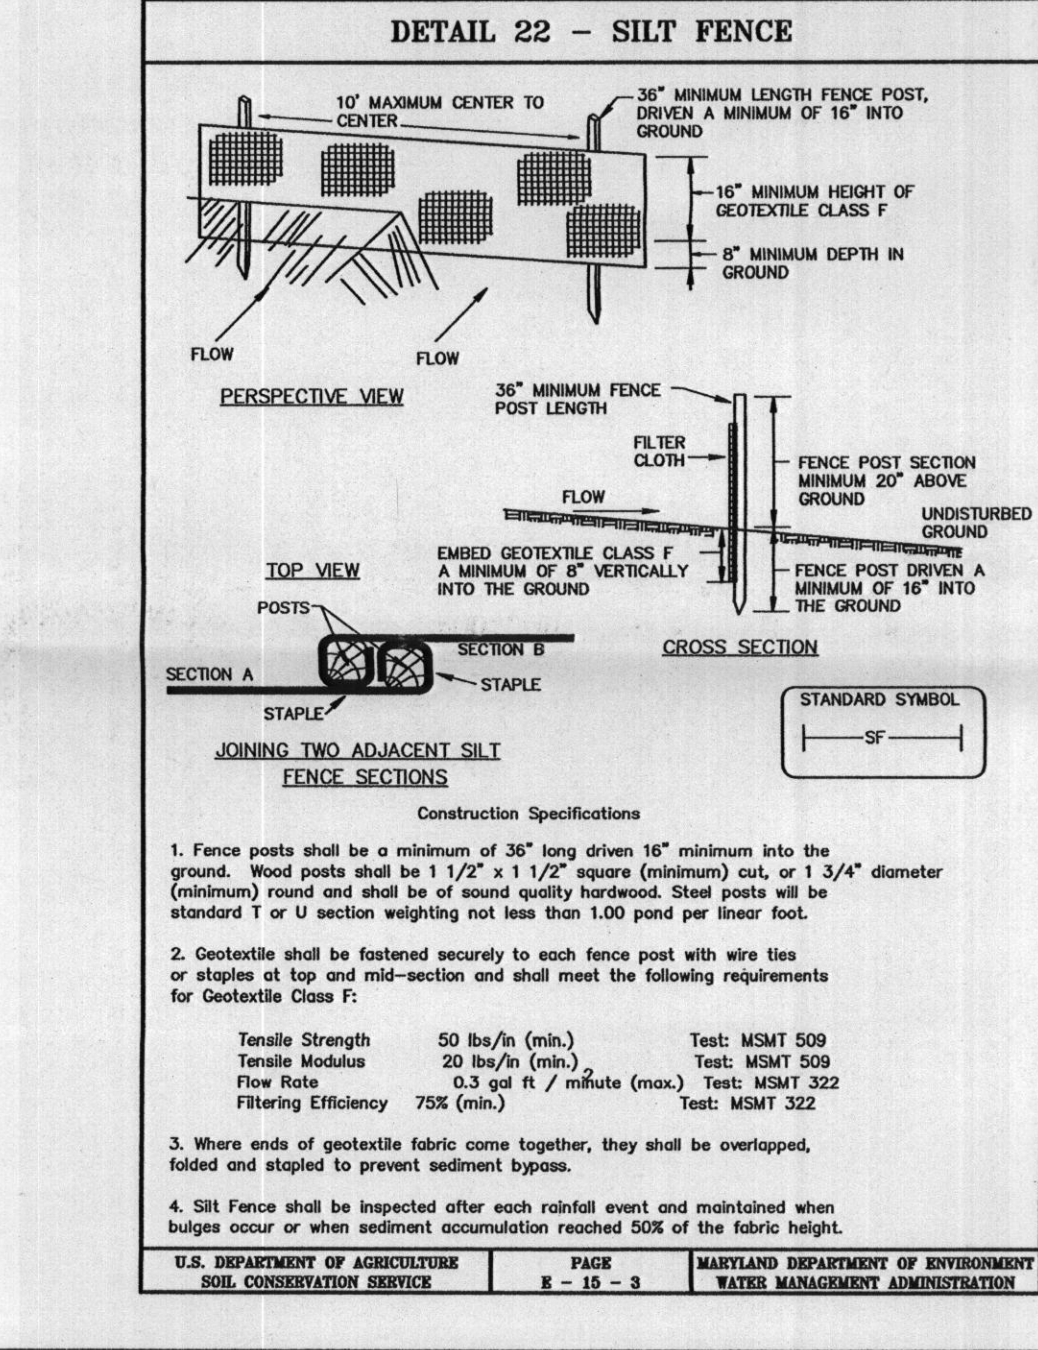 DETAIL 22 – SILT FENCE
10' MAXIMUM CENTER TO
CENTER
36" MINIMUM LENGTH FENCE POST,
DRIVEN A MINIMUM OF 16" INTO
GROUND
16" MINIMUM HEIGHT OF
GEOTEXTILE CLASS F
8" MINIMUM DEPTH IN
GROUND
FLOW
FLOW
PERSPECTIVE VIEW
36" MINIMUM FENCE
POST LENGTH
FILTER
CLOTH
FENCE POST SECTION
MINIMUM 20" ABOVE
GROUND
FLOW
UNDISTURBED
GROUND
EMBED GEOTEXTILE CLASS F
A MINIMUM OF 8" VERTICALLY
INTO THE GROUND
FENCE POST DRIVEN A
MINIMUM OF 16" INTO
THE GROUND
CROSS SECTION
TOP VIEW
POSTS
SECTION B
SECTION A
STAPLE
STAPLE
JOINING TWO ADJACENT SILT
FENCE SECTIONS
STANDARD SYMBOL
SF
Construction Specifications
1. Fence posts shall be a minimum of 36" long driven 16" minimum into the
ground. Wood posts shall be 1 1/2" x 1 1/2" square (minimum) cut, or 1 3/4" diameter
(minimum) round and shall be of sound quality hardwood. Steel posts will be
standard T or U section weighting not less than 1.00 pond per linear foot.
2. Geotextile shall be fastened securely to each fence post with wire ties
or staples at top and mid–section and shall meet the following requirements
for Geotextile Class F:
Tensile Strength 50 lbs/in (min.) Test: MSMT 509
Tensile Modulus 20 lbs/in (min.) Test: MSMT 509
Flow Rate 0.3 gal ft / minute (max.) 2 Test: MSMT 322
Filtering Efficiency 75% (min.) Test: MSMT 322
3. Where ends of geotextile fabric come together, they shall be overlapped,
folded and stapled to prevent sediment bypass.
4. Silt Fence shall be inspected after each rainfall event and maintained when
bulges occur or when sediment accumulation reached 50% of the fabric height.
U.S. DEPARTMENT OF AGRICULTURE
SOIL CONSERVATION SERVICE
PAGE
E – 15 – 3
MARYLAND DEPARTMENT OF ENVIRONMENT
WATER MANAGEMENT ADMINISTRATION